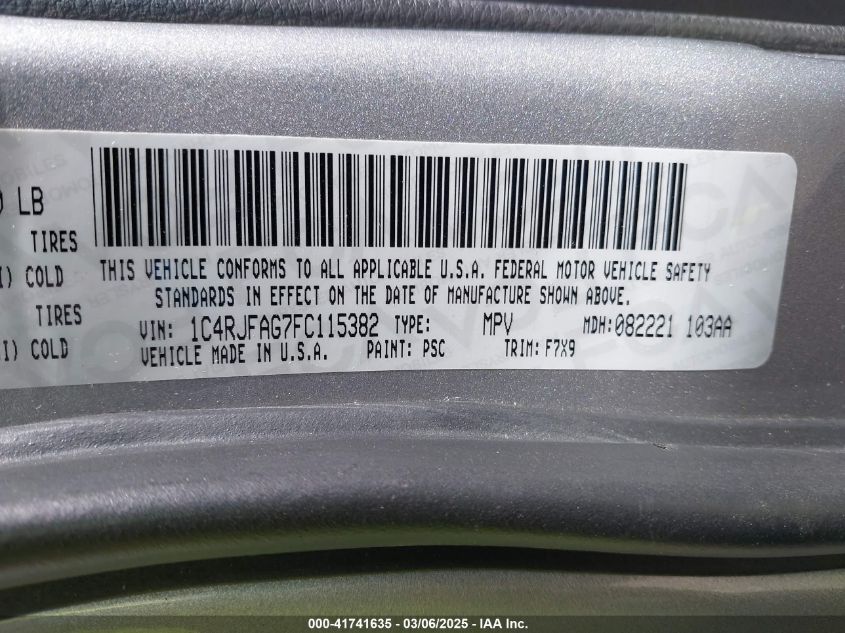 LB
TIRES
COLD
TIRES
COLD
THIS VEHICLE CONFORMS TO ALL APPLICABLE U.S.A. FEDERAL MOTOR VEHICLE SAFETY
STANDARDS IN EFFECT ON THE DATE OF MANUFACTURE SHOWN ABOVE.
VIN: 1C4RJFAG7FC115382 TYPE: MPV MDH:082221 103AA
VEHICLE MADE IN U.S.A. PAINT: PSC TRIM: F7X9
000-41741635 - 03/06/2025 - IAA Inc.